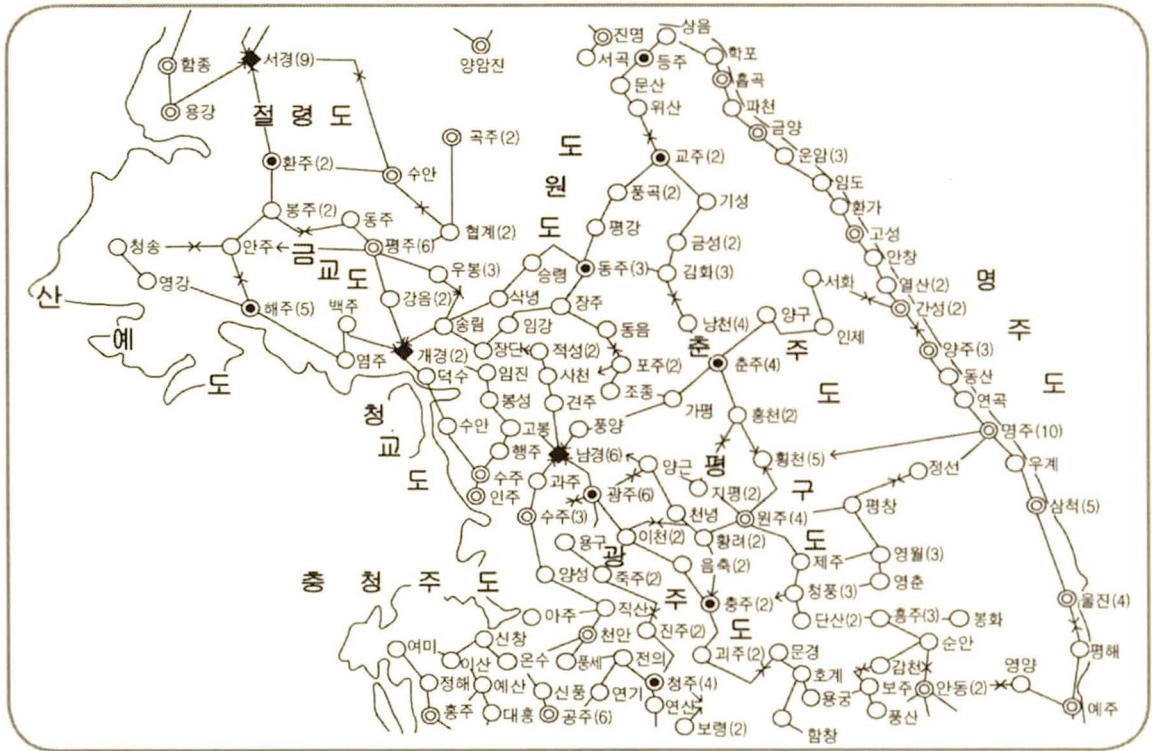 상음
진명
학포
서경(9)
함종
양암진
서곡
등주
흡곡
문산
용강
절령도
위산
파천
금양
곡주(2)
도원도
교주(2)
운암(3)
환주(2)
수안
임도
풍곡(2)
기성
환가
봉주(2)
동주
협계(2)
평강
고성
청송
안주
평주(6)
금성(2)
안창
금교도
우봉(3)
승령
동주(3)
김화(3)
서화
열산(2)
명주도
영강
산예도
강음(2)
삭녕
장주
간성(2)
해주(5)
백주
송림
임강
동음
낭천(4)
양구
인제
염주
개경(2)
장단
적성(2)
포주(2)
춘주도
춘주(4)
양주(3)
덕수
임진
사천
조종
동산
청교도
봉성
견주
가평
연곡
수안
고봉
풍양
홍천(2)
명주(10)
행주
남경(6)
양근
횡천(5)
정선
우계
수주
과주
광주(6)
지평(2)
평구도
인주
수주(3)
천녕
원주(4)
평창
삼척(5)
용구
이천(2)
황려(2)
광주도
제주
영월(3)
충청주도
양성
죽주(2)
음죽(2)
청풍(3)
영춘
아주
직산
충주(2)
단산(2)
흥주(3)
봉화
울진(4)
여미
신창
천안
진주(2)
순안
평해
이산
온수
풍세
전의
괴주(2)
문경
감천
영양
정해
예산
신풍
연기
청주(4)
호계
보주
안동(2)
홍주
대흥
공주(6)
연산
용궁
풍산
예주
보령(2)
함창